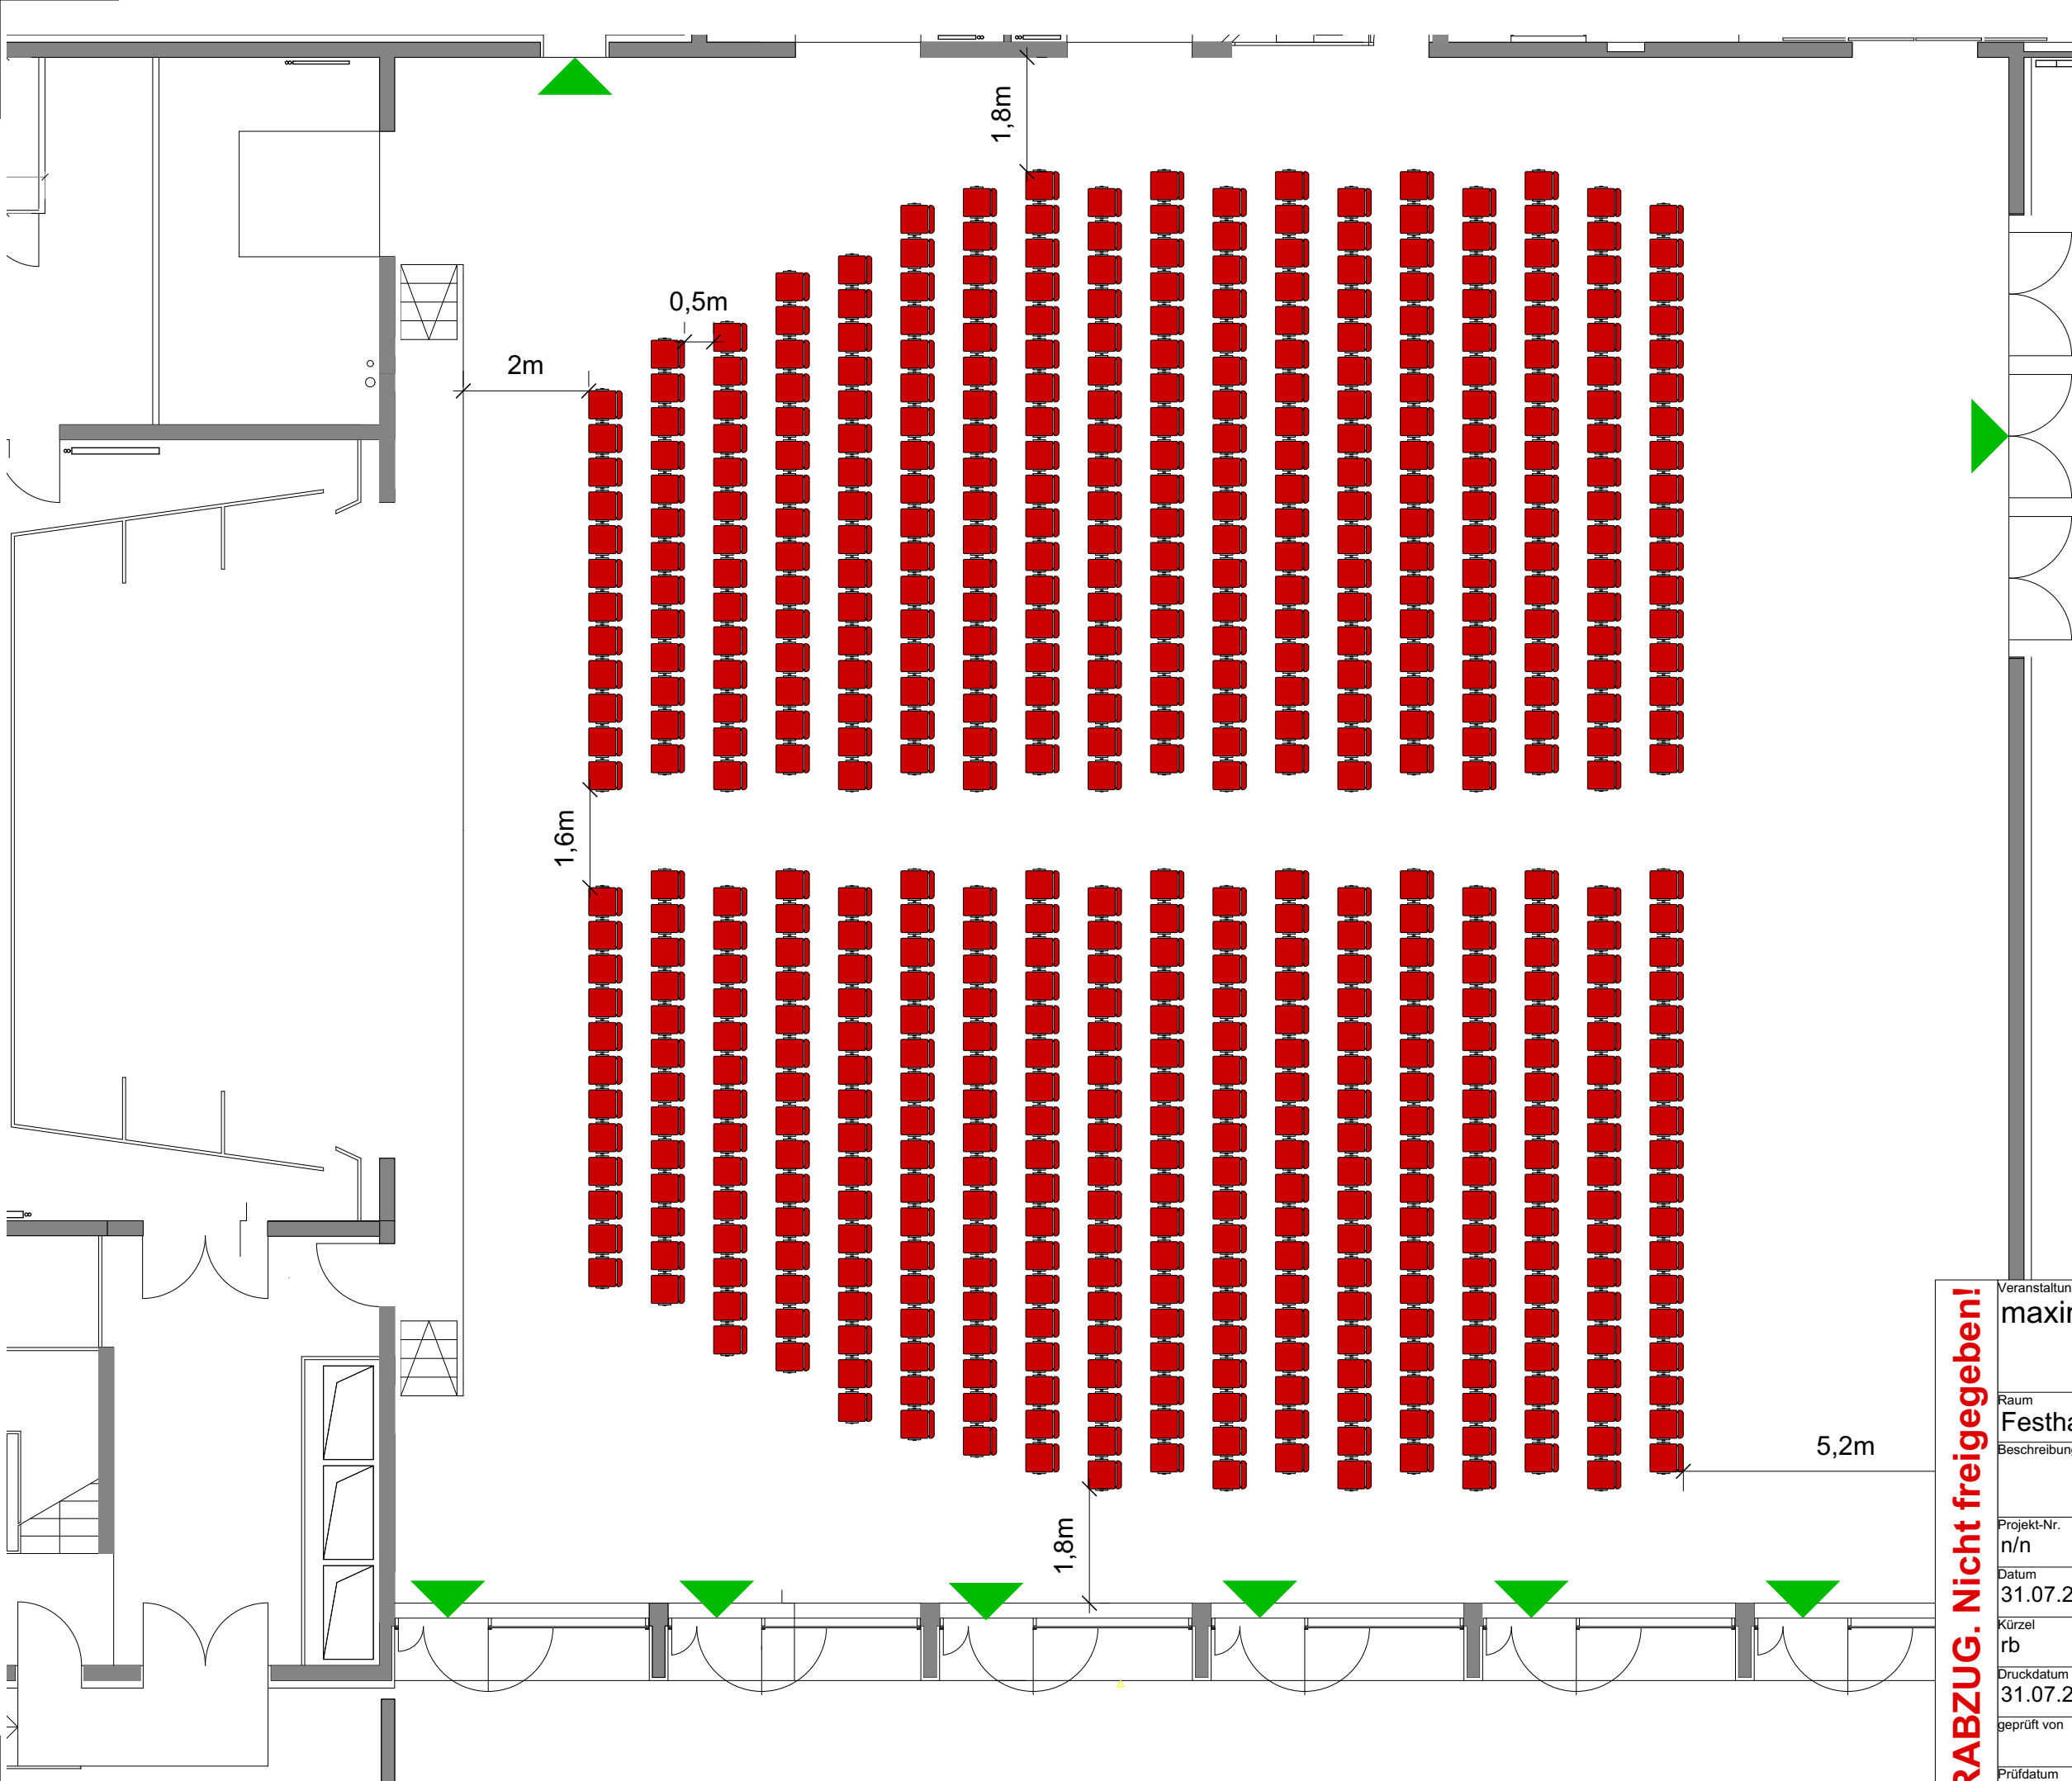 1,8m
0,5m
2m
1,6m
5,2m
1,8m
RABZUG. Nicht freigegeben!
Veranstaltun
maxin
Raum
Festha
Beschreibun
Projekt-Nr.
n/n
Datum
31.07.2
Kürzel
rb
Druckdatum
31.07.2
geprüft von
Prüfdatum